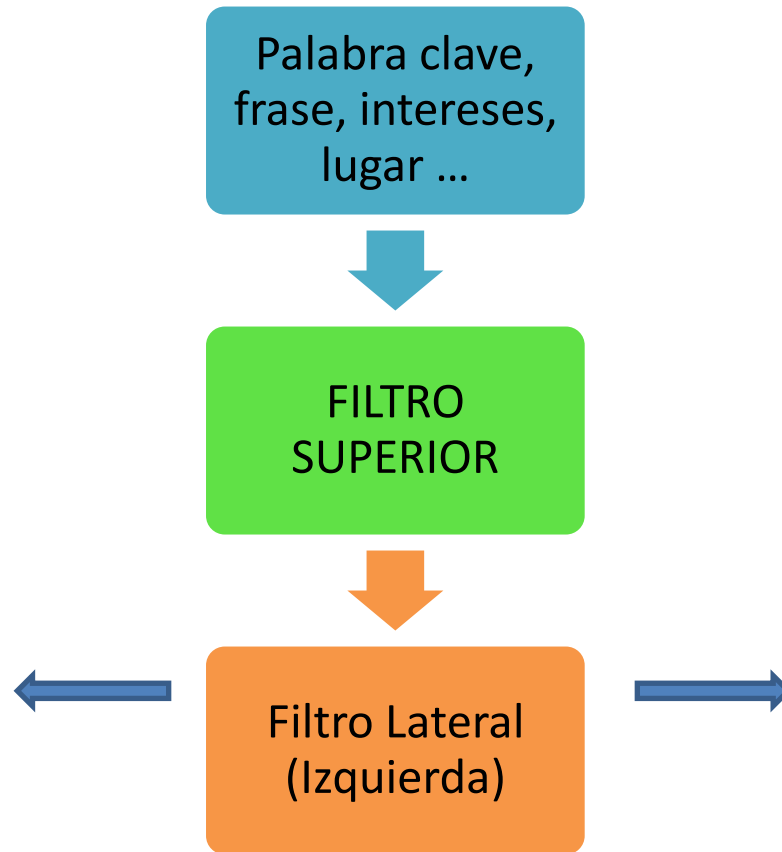 Palabra clave,
frase, intereses,
lugar …
FILTRO
SUPERIOR
Filtro Lateral
(Izquierda)